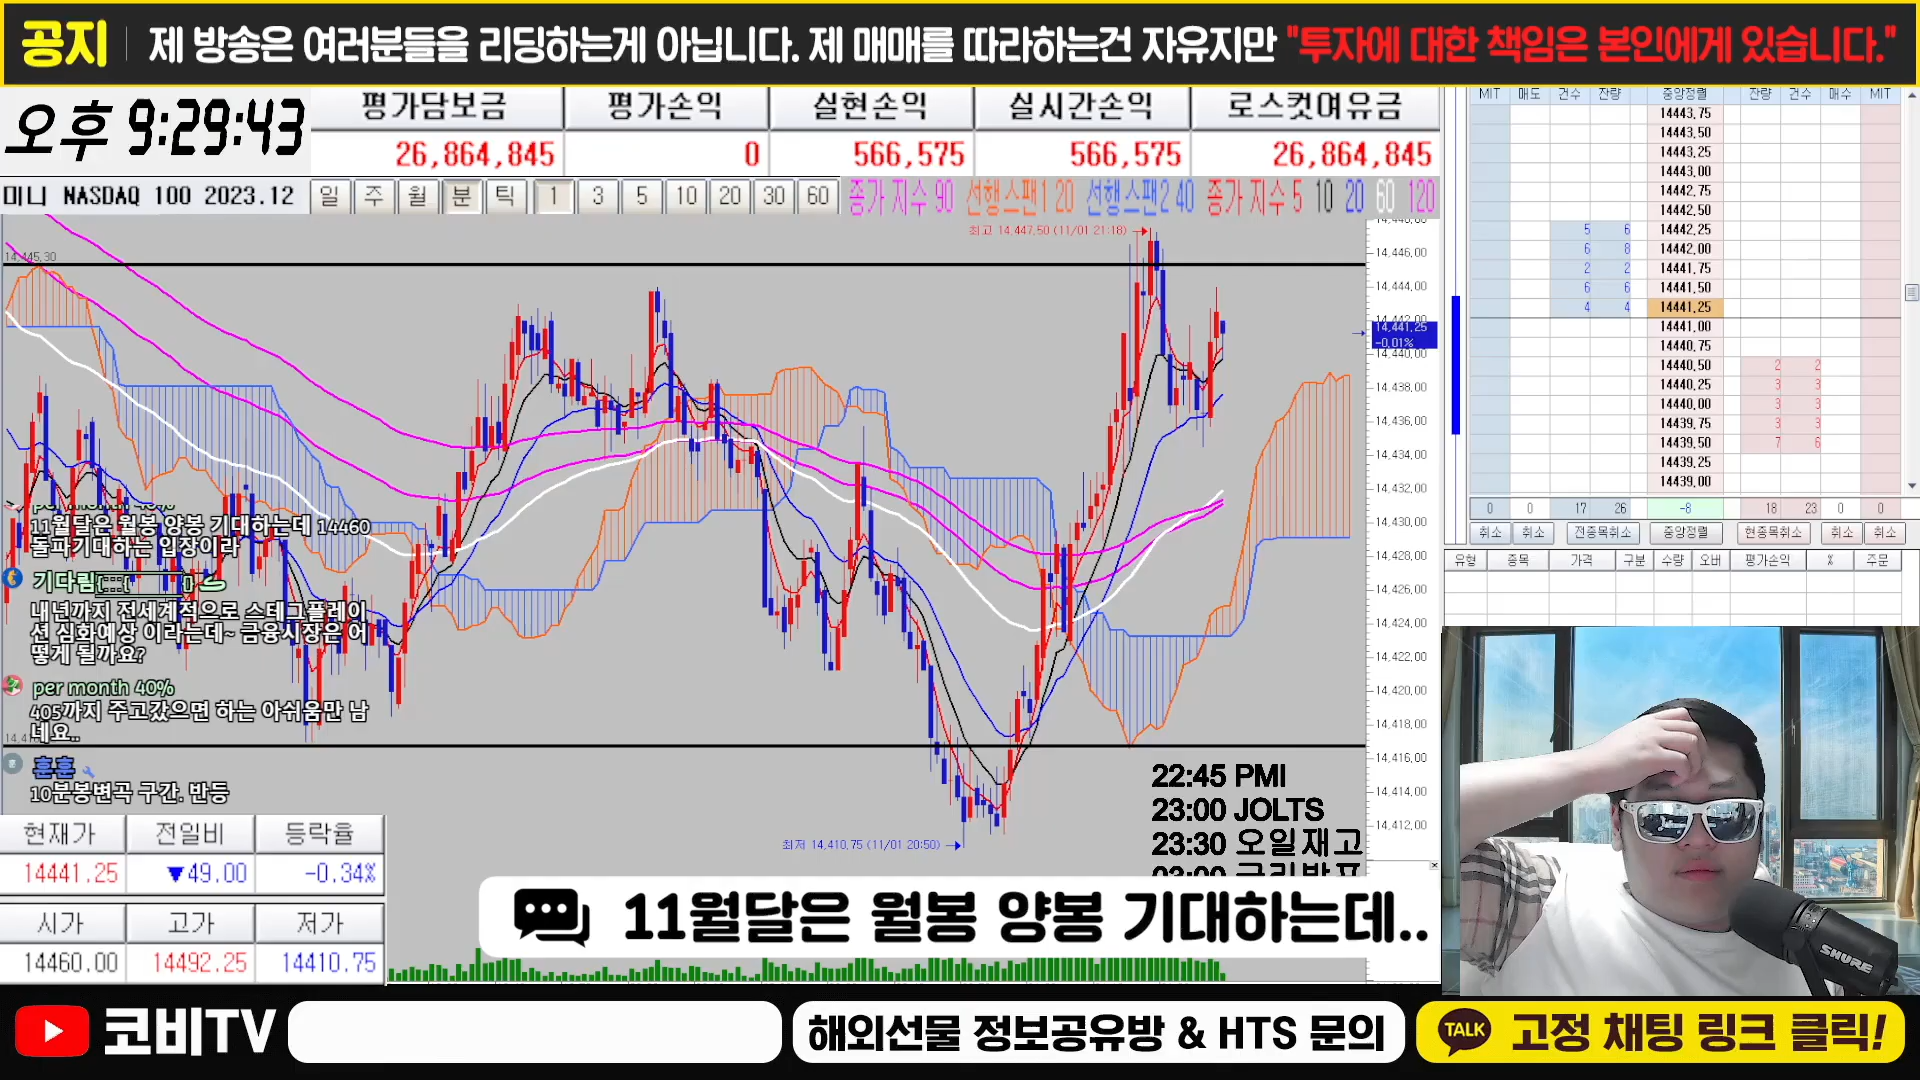 공지 제 방송은 여러분들을 리딩하는게 아닙니다. 제 매매를 따라하는건 자유지만 "투자에 대한 책임은 본인에게 있습니다."
오후 9:29:43
평가담보금 평가손익 실현손익 실시간손익 로스컷여유금
26,864,845 0 566,575 566,575 26,864,845
미니 NASDAQ 100 2023.12 일 주 월 분 틱 1 3 5 10 20 30 60 종가 지수 90 선행스팬1 20 선행스팬2 40 종가 지수 5 10 20 60 120
최고 14,447.50 (11/01 21:18)
14,445.30
14,446.00
14,444.00
14,442.00
14,441.25
-0.01%
14,440.00
14,438.00
14,436.00
14,434.00
14,432.00
14,430.00
14,428.00
14,426.00
14,424.00
14,422.00
14,420.00
14,418.00
14,416.00
14,414.00
14,412.00
최저 14,410.75 (11/01 20:50)
per month 40%
11월달은 월봉 양봉 기대하는데 14460
돌파기대하는 입장이라
기다림
내년까지 전세계적으로 스테그플레이
션 심화예상 이라는데~ 금융시장은 어
떻게 될까요?
per month 40%
405까지 주고갔으면 하는 아쉬움만 남
네요..
훈훈
10분봉변곡 구간. 반등
22:45 PMI
23:00 JOLTS
23:30 오일재고
03:00 금리발표
현재가 전일비 등락율
14441.25 ▼49.00 -0.34%
시가 고가 저가
14460.00 14492.25 14410.75
11월달은 월봉 양봉 기대하는데..
MIT 매도 건수 잔량 중앙정렬 잔량 건수 매수 MIT
14443.75
14443.50
14443.25
14443.00
14442.75
14442.50
5 6 14442.25
6 8 14442.00
2 2 14441.75
6 6 14441.50
4 4 14441.25
14441.00
14440.75
14440.50 2 2
14440.25 3 3
14440.00 3 3
14439.75 3 3
14439.50 7 6
14439.25
14439.00
0 0 17 26 -8 18 23 0 0
취소 취소 전종목취소 중앙정렬 현종목취소 취소 취소
유형 종목 가격 구분 수량 오버 평가손익 % 주문
SHURE
코비TV
해외선물 정보공유방 & HTS 문의
TALK 고정 채팅 링크 클릭!